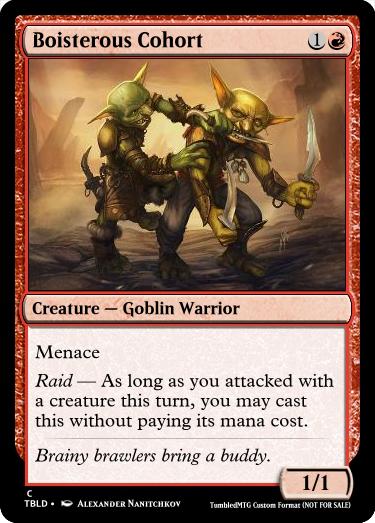 Boisterous Cohort 1
Creature — Goblin Warrior
Menace
Raid — As long as you attacked with
a creature this turn, you may cast
this without paying its mana cost.
Brainy brawlers bring a buddy.
1/1
C
TBLD • Alexander Nanitchkov
TumbledMTG Custom Format (NOT FOR SALE)